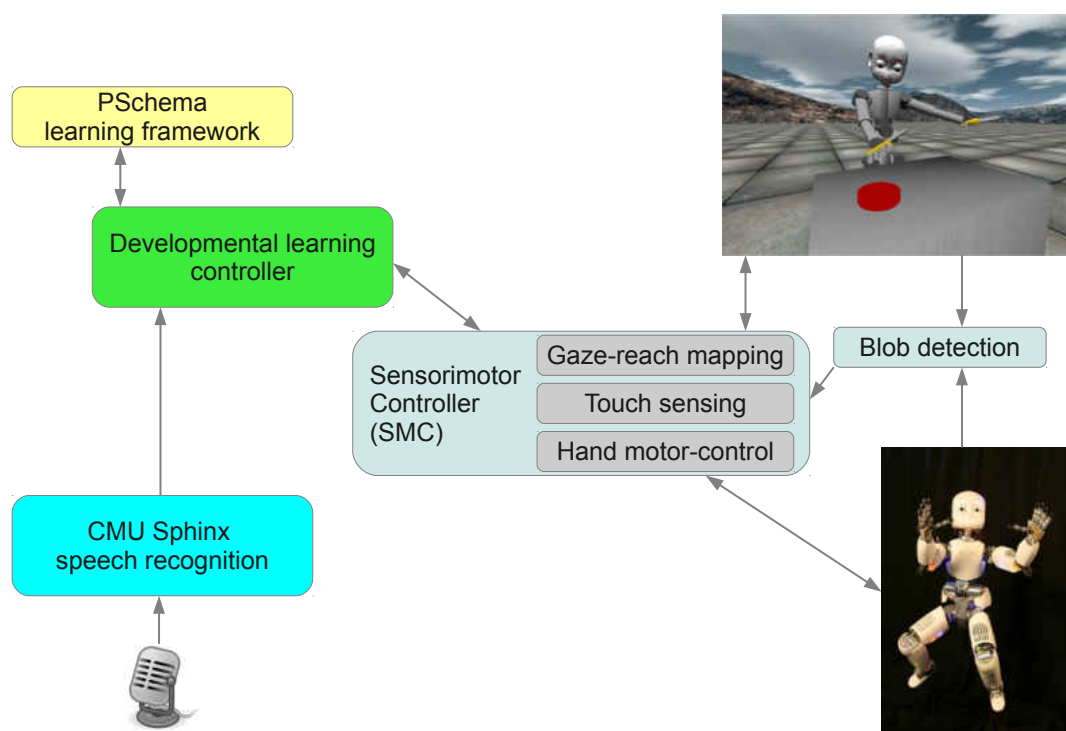 PSchema
learning framework
Developmental learning
controller
Sensorimotor
Controller
(SMC)
Gaze-reach mapping
Touch sensing
Hand motor-control
Blob detection
CMU Sphinx
speech recognition